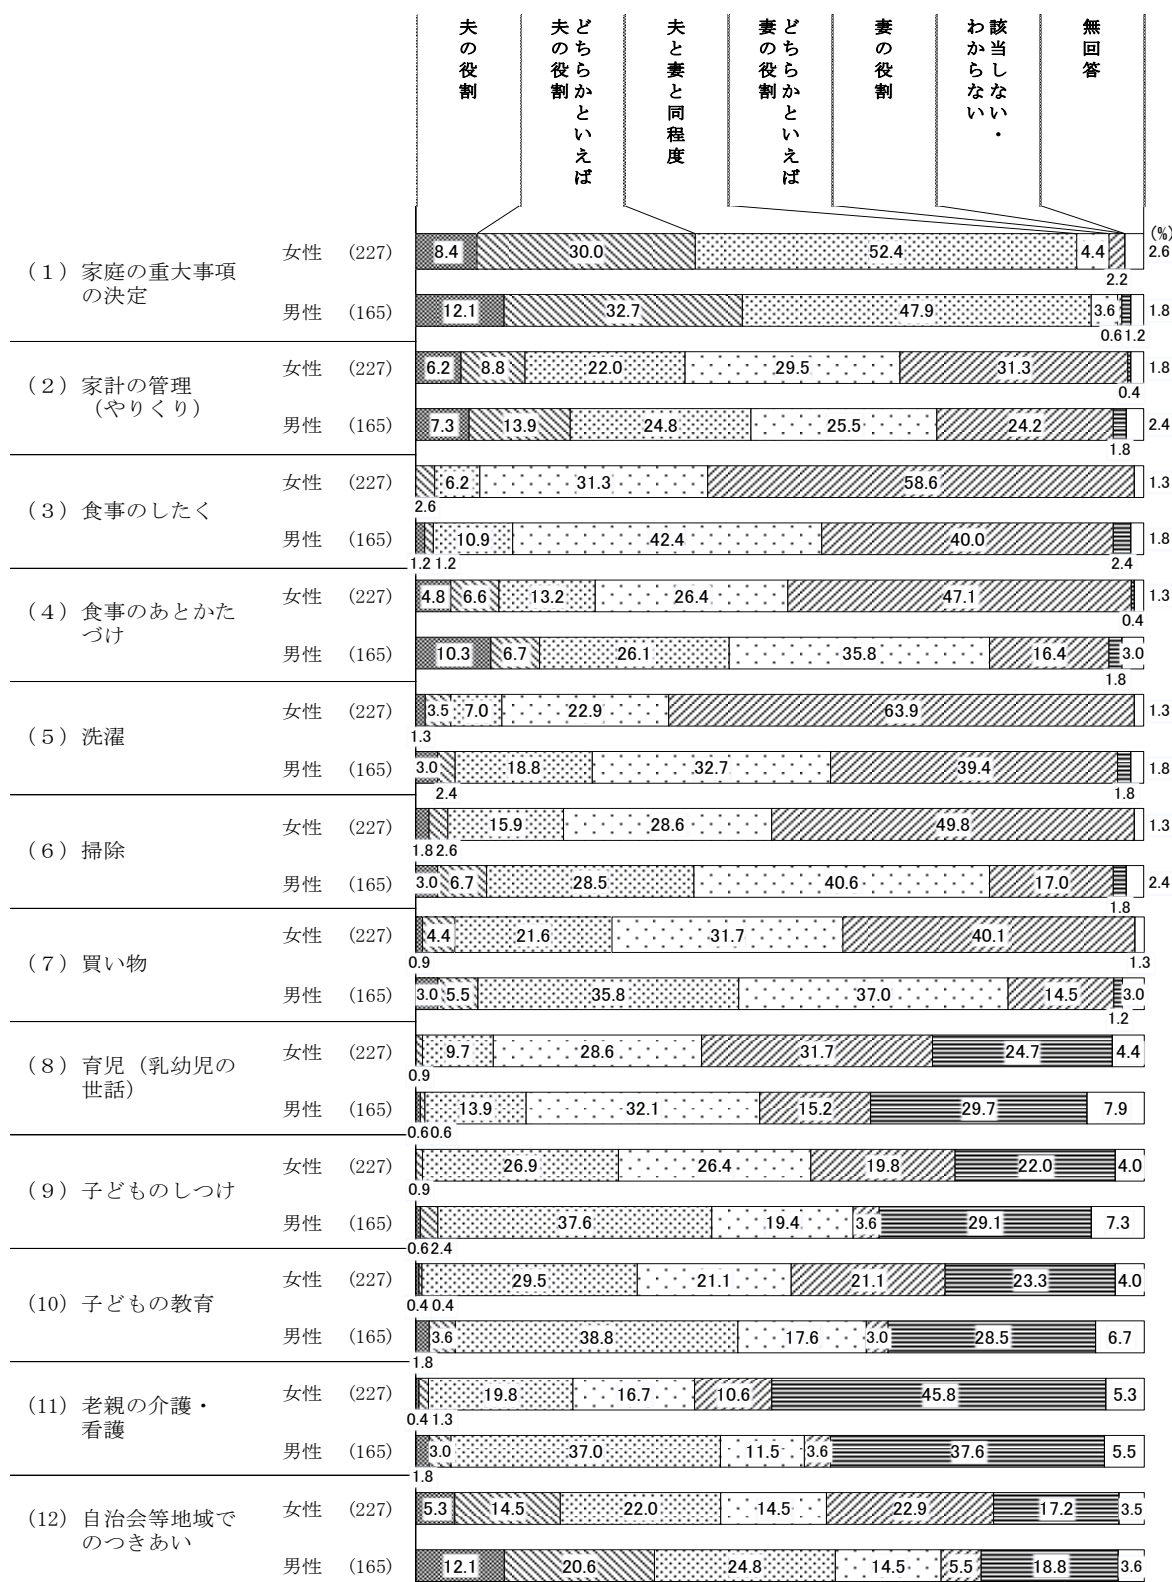 夫の役割
どちらかといえば
夫の役割
夫と妻と同程度
どちらかといえば
妻の役割
妻の役割
該当しない・
わからない
無回答
(%)
(1) 家庭の重大事項
の決定
女性 (227)
8.4 30.0 52.4 4.4 2.6
2.2
男性 (165)
12.1 32.7 47.9 3.6 1.8
0.6 1.2
(2) 家計の管理
(やりくり)
女性 (227)
6.2 8.8 22.0 29.5 31.3 1.8
0.4
男性 (165)
7.3 13.9 24.8 25.5 24.2 2.4
1.8
(3) 食事のしたく
女性 (227)
6.2 31.3 58.6 1.3
2.6
男性 (165)
10.9 42.4 40.0 1.8
1.2 1.2 2.4
(4) 食事のあとかた
づけ
女性 (227)
4.8 6.6 13.2 26.4 47.1 1.3
0.4
男性 (165)
10.3 6.7 26.1 35.8 16.4 3.0
1.8
(5) 洗濯
女性 (227)
3.5 7.0 22.9 63.9 1.3
1.3
男性 (165)
3.0 18.8 32.7 39.4 1.8
2.4 1.8
(6) 掃除
女性 (227)
15.9 28.6 49.8 1.3
1.8 2.6
男性 (165)
3.0 6.7 28.5 40.6 17.0 2.4
1.8
(7) 買い物
女性 (227)
4.4 21.6 31.7 40.1
0.9 1.3
男性 (165)
3.0 5.5 35.8 37.0 14.5 3.0
1.2
(8) 育児 (乳幼児の
世話)
女性 (227)
9.7 28.6 31.7 24.7 4.4
0.9
男性 (165)
13.9 32.1 15.2 29.7 7.9
0.6 0.6
(9) 子どものしつけ
女性 (227)
26.9 26.4 19.8 22.0 4.0
0.9
男性 (165)
37.6 19.4 3.6 29.1 7.3
0.6 2.4
(10) 子どもの教育
女性 (227)
29.5 21.1 21.1 23.3 4.0
0.4 0.4
男性 (165)
3.6 38.8 17.6 3.0 28.5 6.7
1.8
(11) 老親の介護・
看護
女性 (227)
19.8 16.7 10.6 45.8 5.3
0.4 1.3
男性 (165)
3.0 37.0 11.5 3.6 37.6 5.5
1.8
(12) 自治会等地域で
のつきあい
女性 (227)
5.3 14.5 22.0 14.5 22.9 17.2 3.5
男性 (165)
12.1 20.6 24.8 14.5 5.5 18.8 3.6